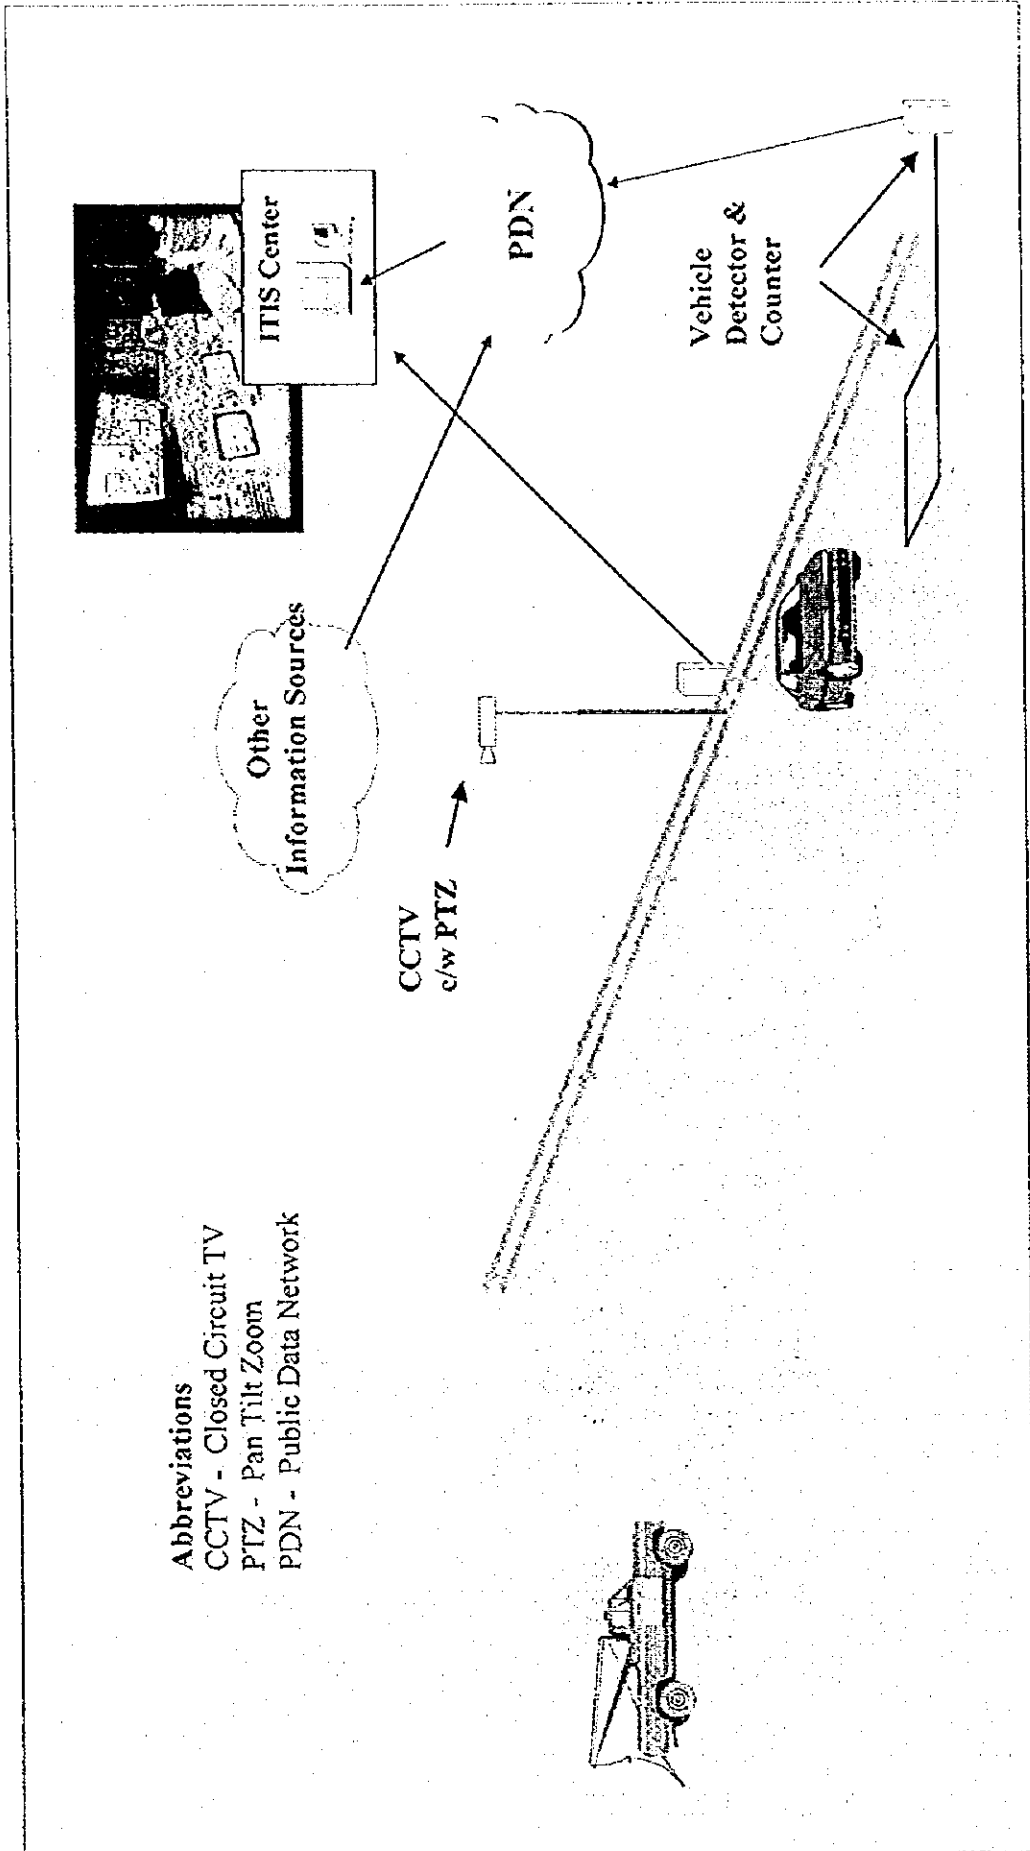 Abbreviations
CCTV - Closed Circuit TV
PTZ - Pan Tilt Zoom
PDN - Public Data Network
Other
Information Sources
ITIS Center
CCTV
c/w PTZ
PDN
Vehicle
Detector &
Counter